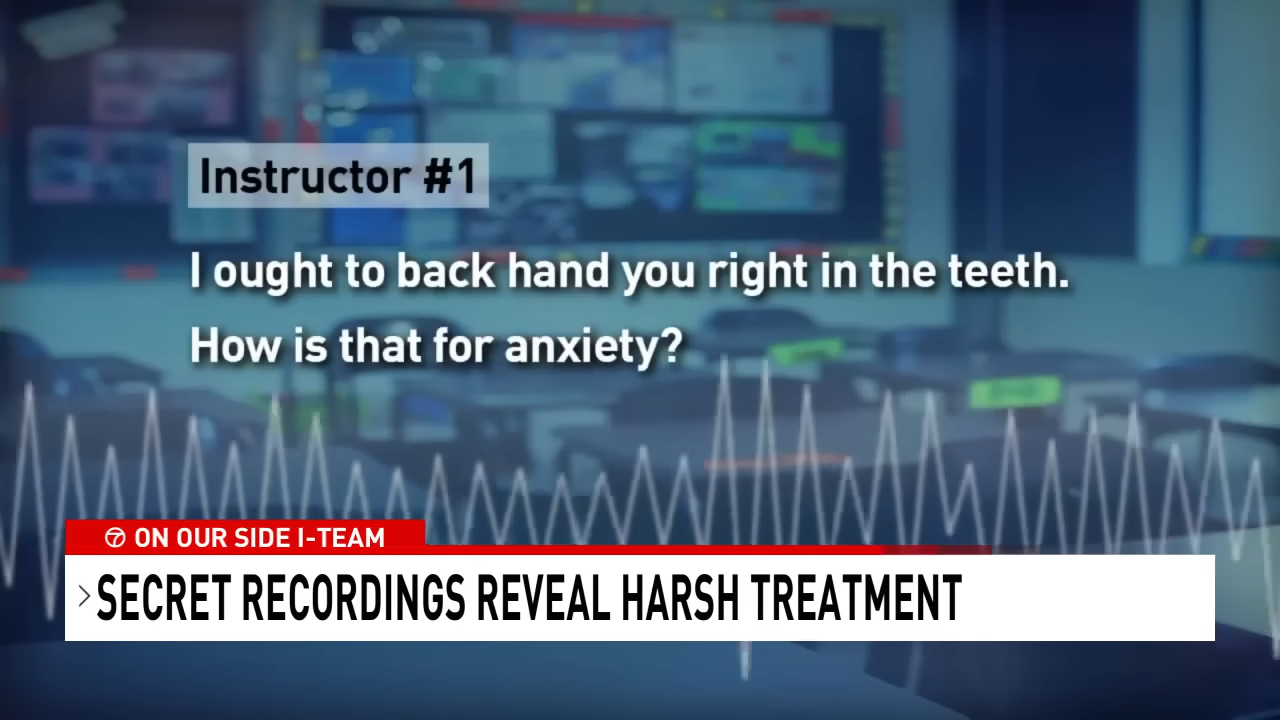 Instructor #1
I ought to back hand you right in the teeth.
How is that for anxiety?
7 ON OUR SIDE I-TEAM
>SECRET RECORDINGS REVEAL HARSH TREATMENT